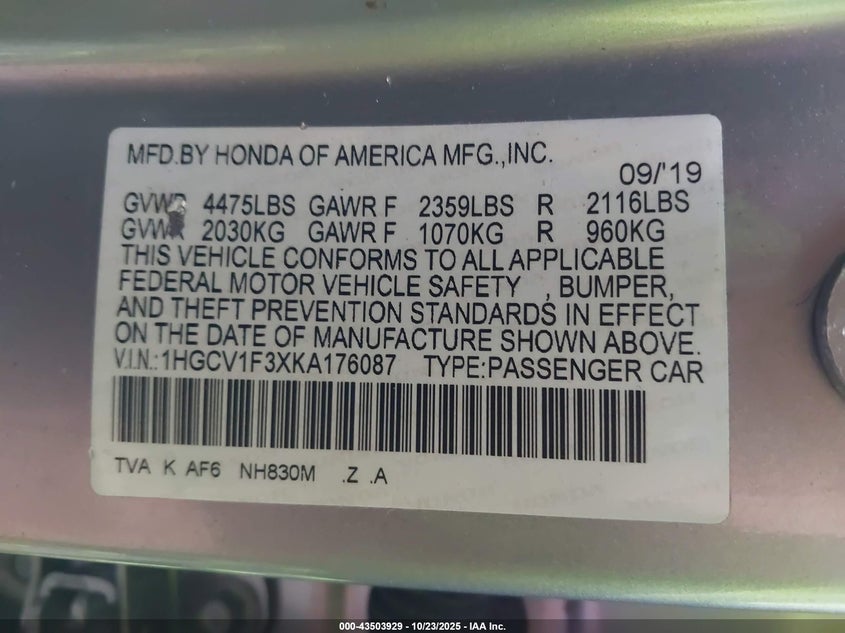 MFD.BY HONDA OF AMERICA MFG.,INC.
09/'19
GVWR 4475LBS GAWR F 2359LBS R 2116LBS
GVWR 2030KG GAWR F 1070KG R 960KG
THIS VEHICLE CONFORMS TO ALL APPLICABLE
FEDERAL MOTOR VEHICLE SAFETY , BUMPER,
AND THEFT PREVENTION STANDARDS IN EFFECT
ON THE DATE OF MANUFACTURE SHOWN ABOVE.
V.I.N.:1HGCV1F3XKA176087 TYPE:PASSENGER CAR
TVA K AF6 NH830M .Z .A
000-43503929 | 10/23/2025 - IAA Inc.